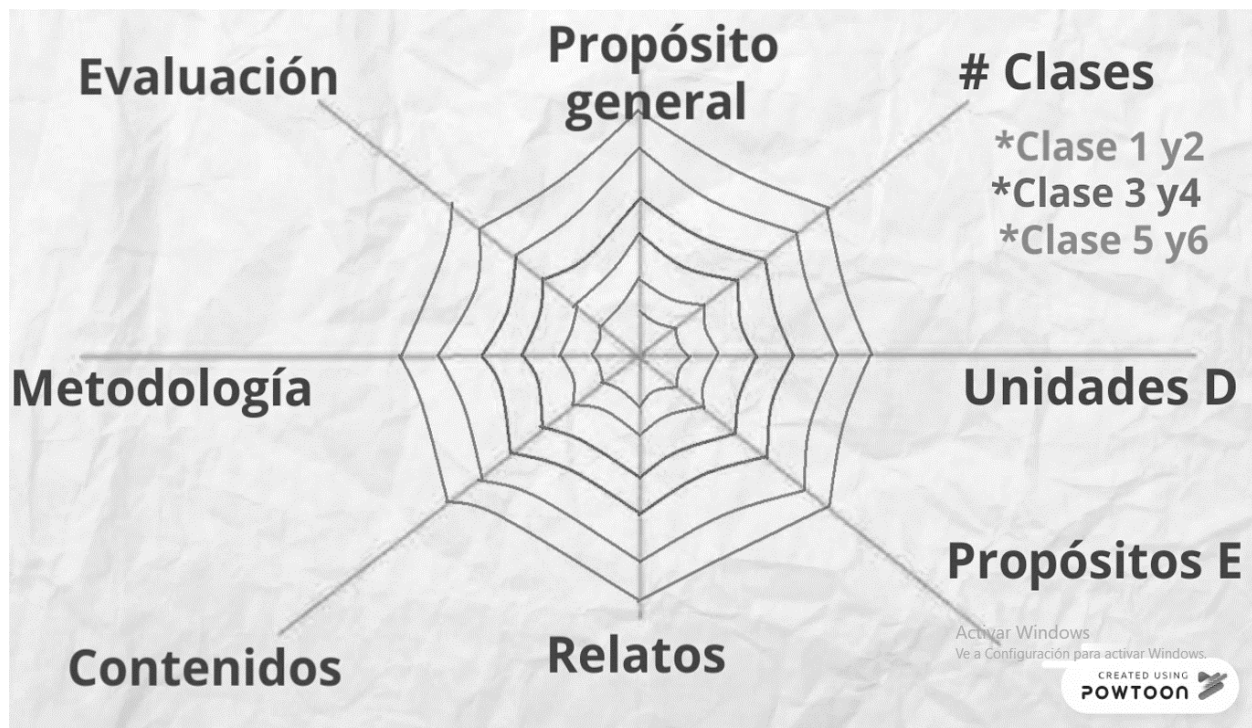 Propósito
general
# Clases
*Clase 1 y2
*Clase 3 y4
*Clase 5 y6
Unidades D
Propósitos E
Relatos
Contenidos
Metodología
Evaluación
Activar Windows
Ve a Configuración para activar Windows.
CREATED USING
POWTOON